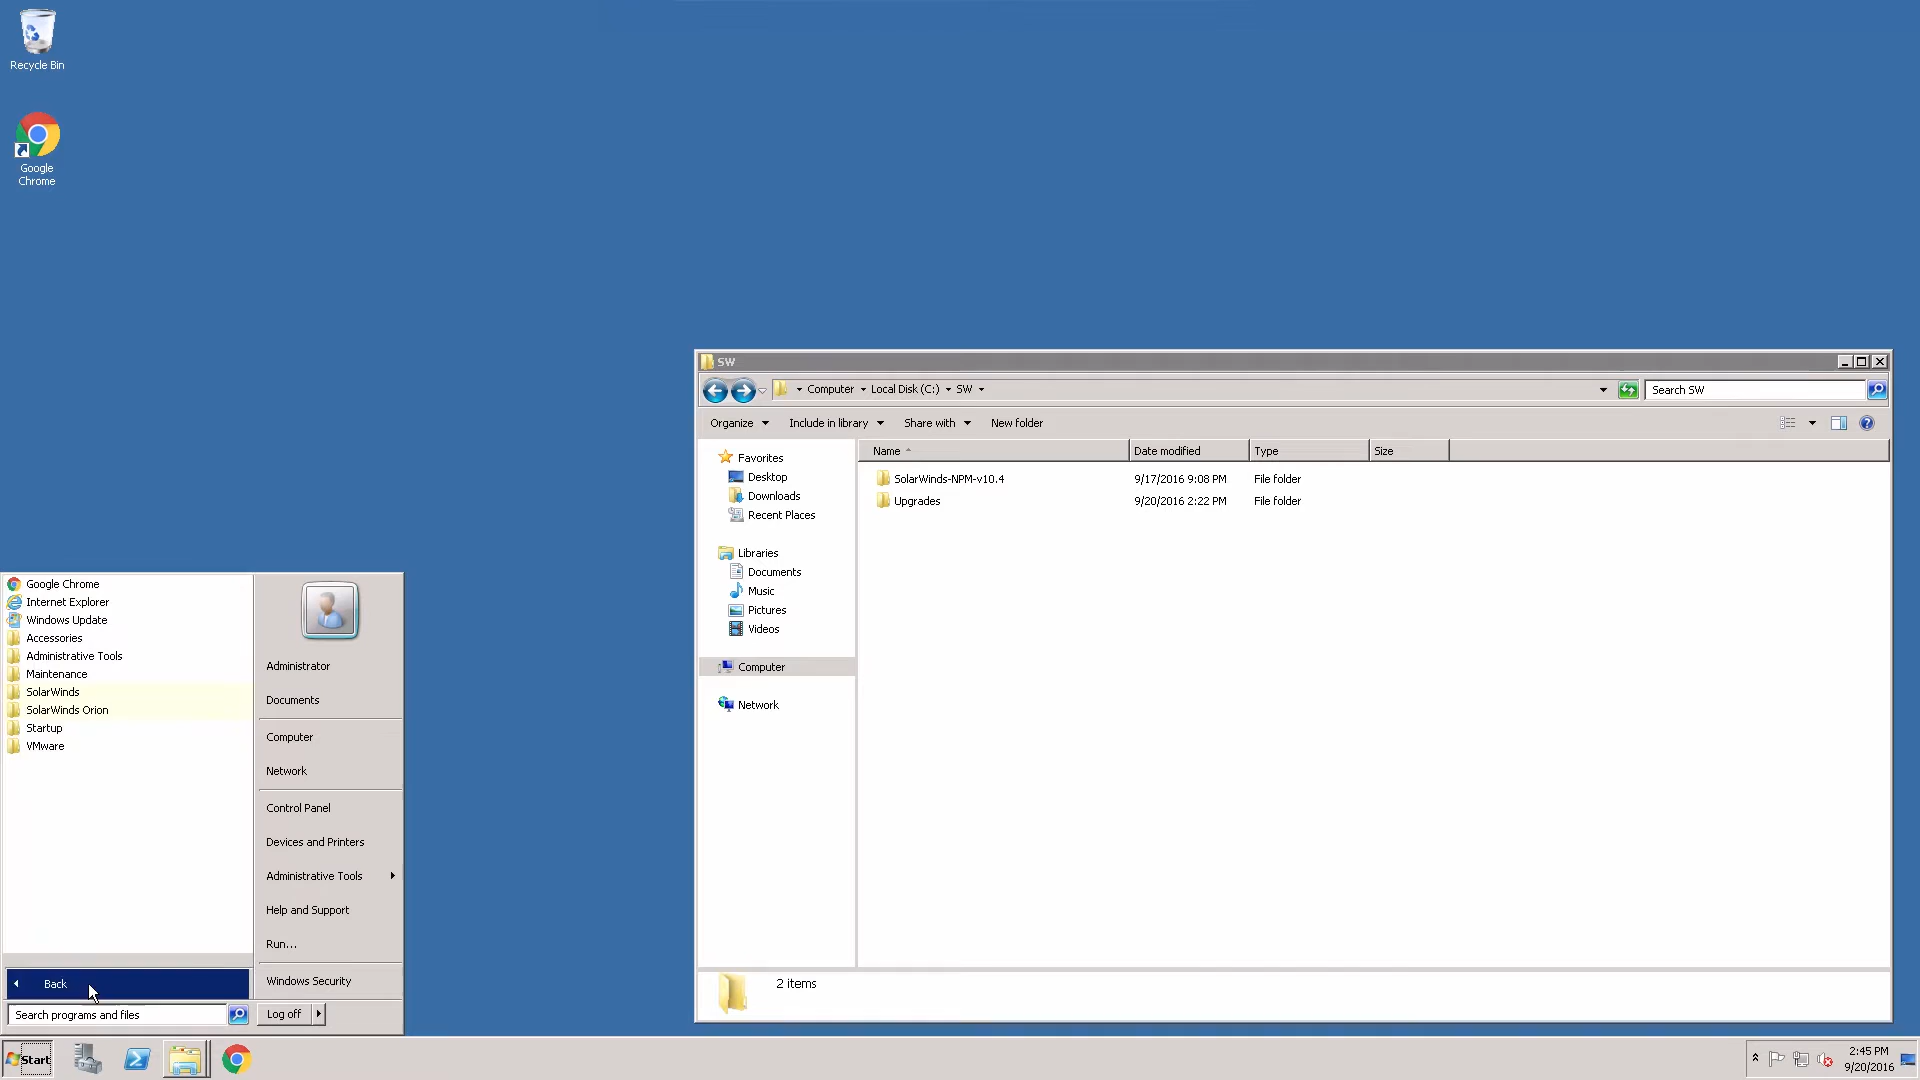 Recycle Bin
Google
Chrome
SW
Computer Local Disk (C:) SW
Search SW
Organize Include in library Share with New folder
Name Date modified Type Size
SolarWinds-NPM-v10.4 9/17/2016 9:08 PM File folder
Upgrades 9/20/2016 2:22 PM File folder
Favorites
Desktop
Downloads
Recent Places
Libraries
Documents
Music
Pictures
Videos
Computer
Network
2 items
Google Chrome
Internet Explorer
Windows Update
Accessories
Administrative Tools
Maintenance
SolarWinds
SolarWinds Orion
Startup
VMware
Back
Search programs and files
Administrator
Documents
Computer
Network
Control Panel
Devices and Printers
Administrative Tools
Help and Support
Run...
Windows Security
Log off
Start
2:45 PM
9/20/2016